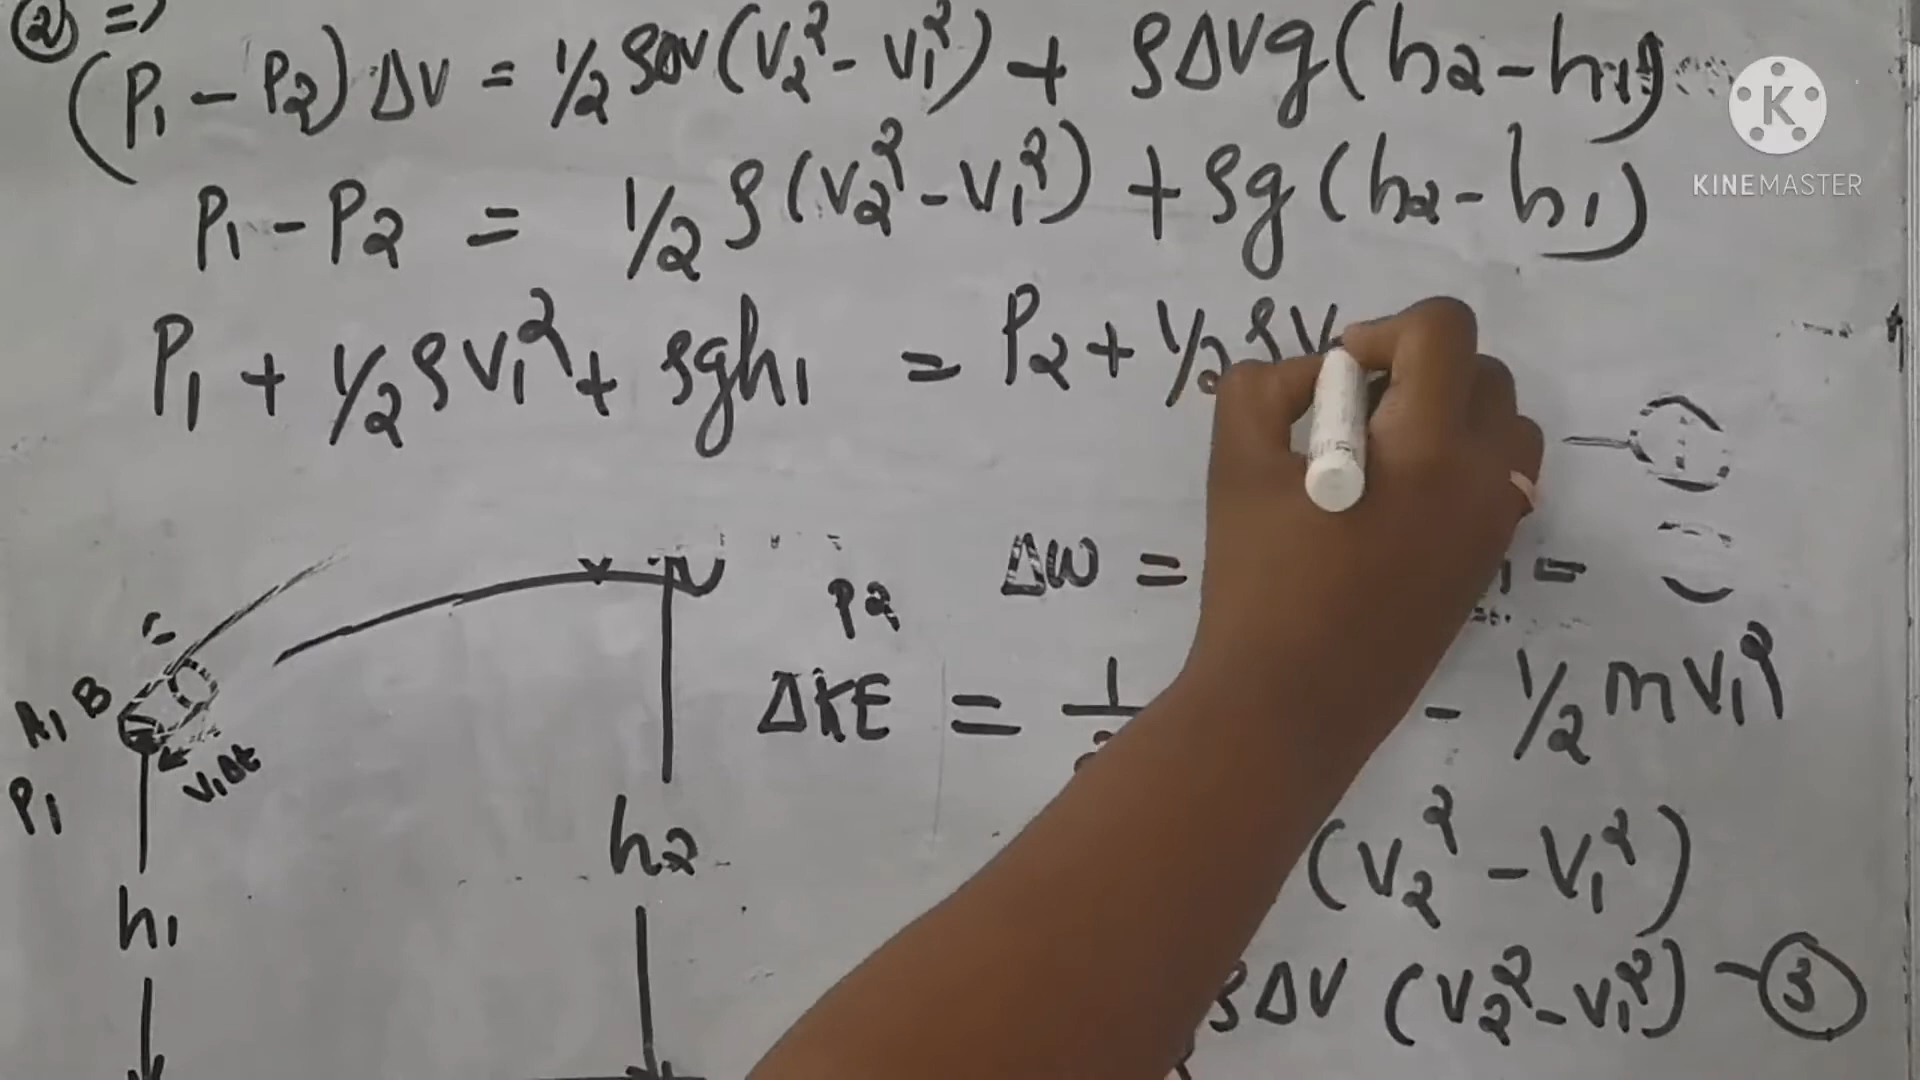 ② ⇒
(P₁ - P₂) ΔV = 1/2 ρΔV (V₂² - V₁²) + ρΔVg (h₂ - h₁)
P₁ - P₂ = 1/2 ρ (V₂² - V₁²) + ρg (h₂ - h₁)
P₁ + 1/2 ρV₁² + ρgh₁ = P₂ + 1/2 ρV
K
KINEMASTER
ΔW =
P₂
ΔKE = 1 - 1/2 mV₁²
A₁ B
P₁
V₁Δt
h₂
(V₂² - V₁²)
h₁
ρΔV (V₂² - V₁²) - ③